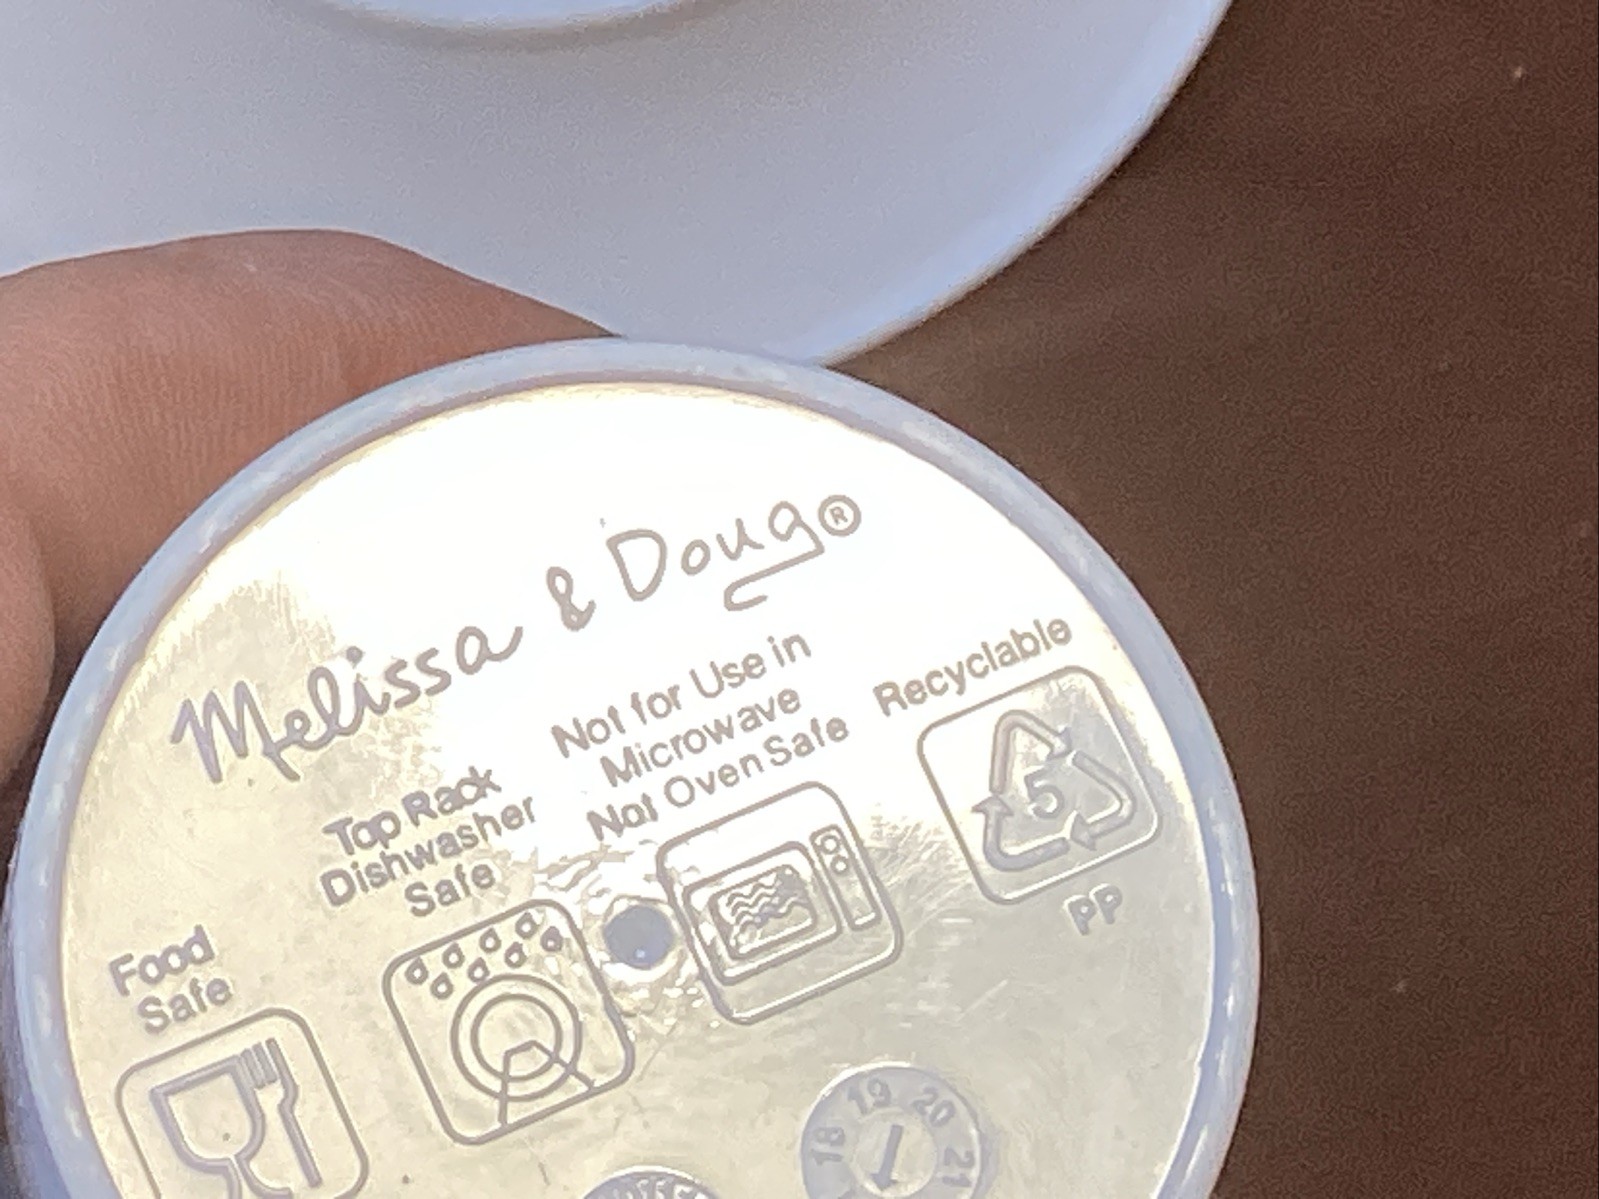 Melissa & Doug®
Not for Use in
Microwave
Not Oven Safe
Recyclable
5
PP
Top Rack
Dishwasher
Safe
Food
Safe
18 19 20 21